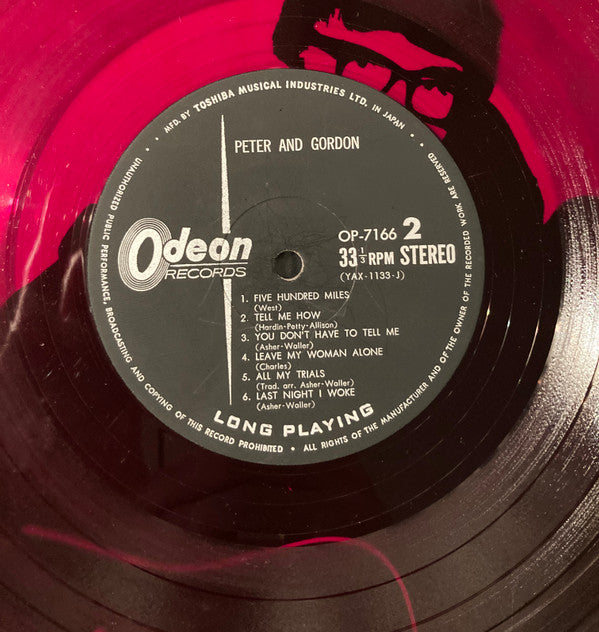 MFD. BY TOSHIBA MUSICAL INDUSTRIES LTD. IN JAPAN •
PETER AND GORDON
OP-7166 2
33 1/3 RPM STEREO
(YAX-1133-J)
Odeon
RECORDS
1. FIVE HUNDRED MILES
(West)
2. TELL ME HOW
(Hardin-Petty-Allison)
3. YOU DON'T HAVE TO TELL ME
(Asher-Waller)
4. LEAVE MY WOMAN ALONE
(Charles)
5. ALL MY TRIALS
(Trad. arr. Asher-Waller)
6. LAST NIGHT I WOKE
(Asher-Waller)
LONG PLAYING
• UNAUTHORIZED PUBLIC PERFORMANCE, BROADCASTING AND COPYING OF THIS RECORD PROHIBITED • ALL RIGHTS OF THE MANUFACTURER AND OF THE OWNER OF THE RECORDED WORK ARE RESERVED